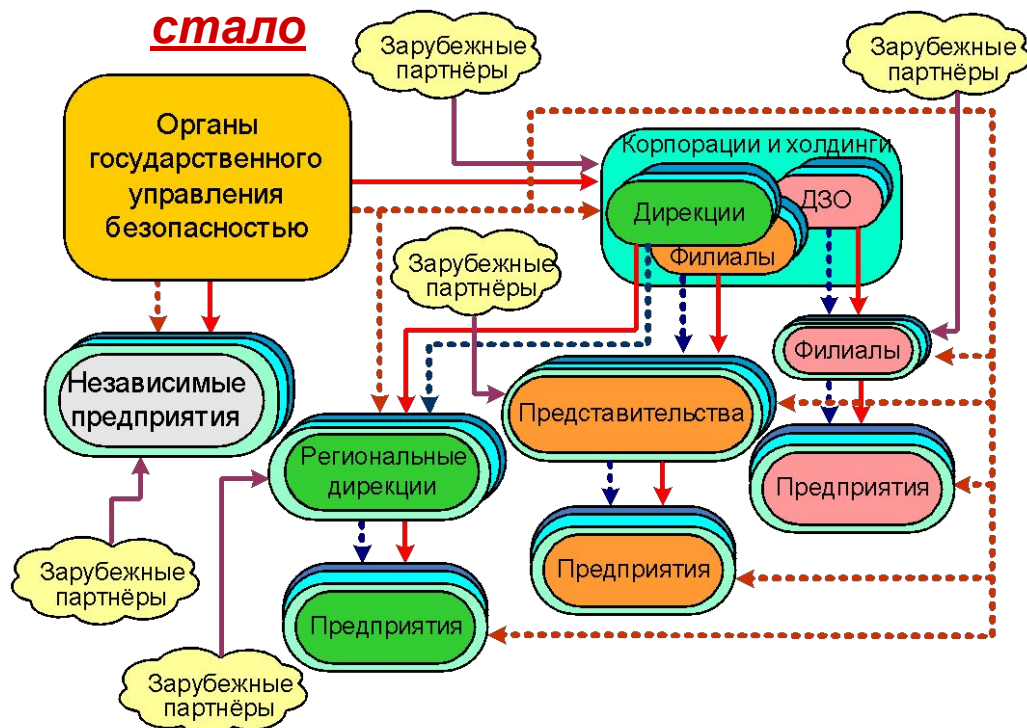 стало
Зарубежные
партнёры
Зарубежные
партнёры
Органы
государственного
управления
безопасностью
Корпорации и холдинги
Дирекции
ДЗО
Филиалы
Зарубежные
партнёры
Филиалы
Независимые
предприятия
Представительства
Региональные
дирекции
Предприятия
Предприятия
Зарубежные
партнёры
Предприятия
Зарубежные
партнёры